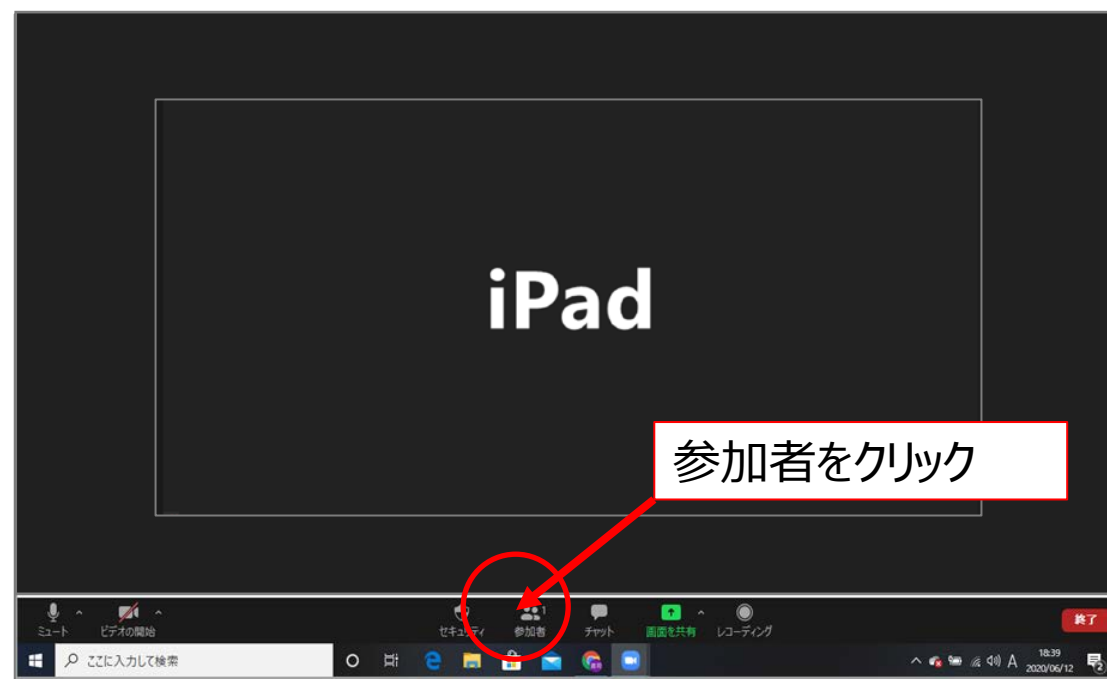 iPad
参加者をクリック
ミュート
ビデオの開始
セキュリティ
参加者
1
チャット
画面を共有
レコーディング
終了
ここに入力して検索
A
18:39
2020/06/12
2